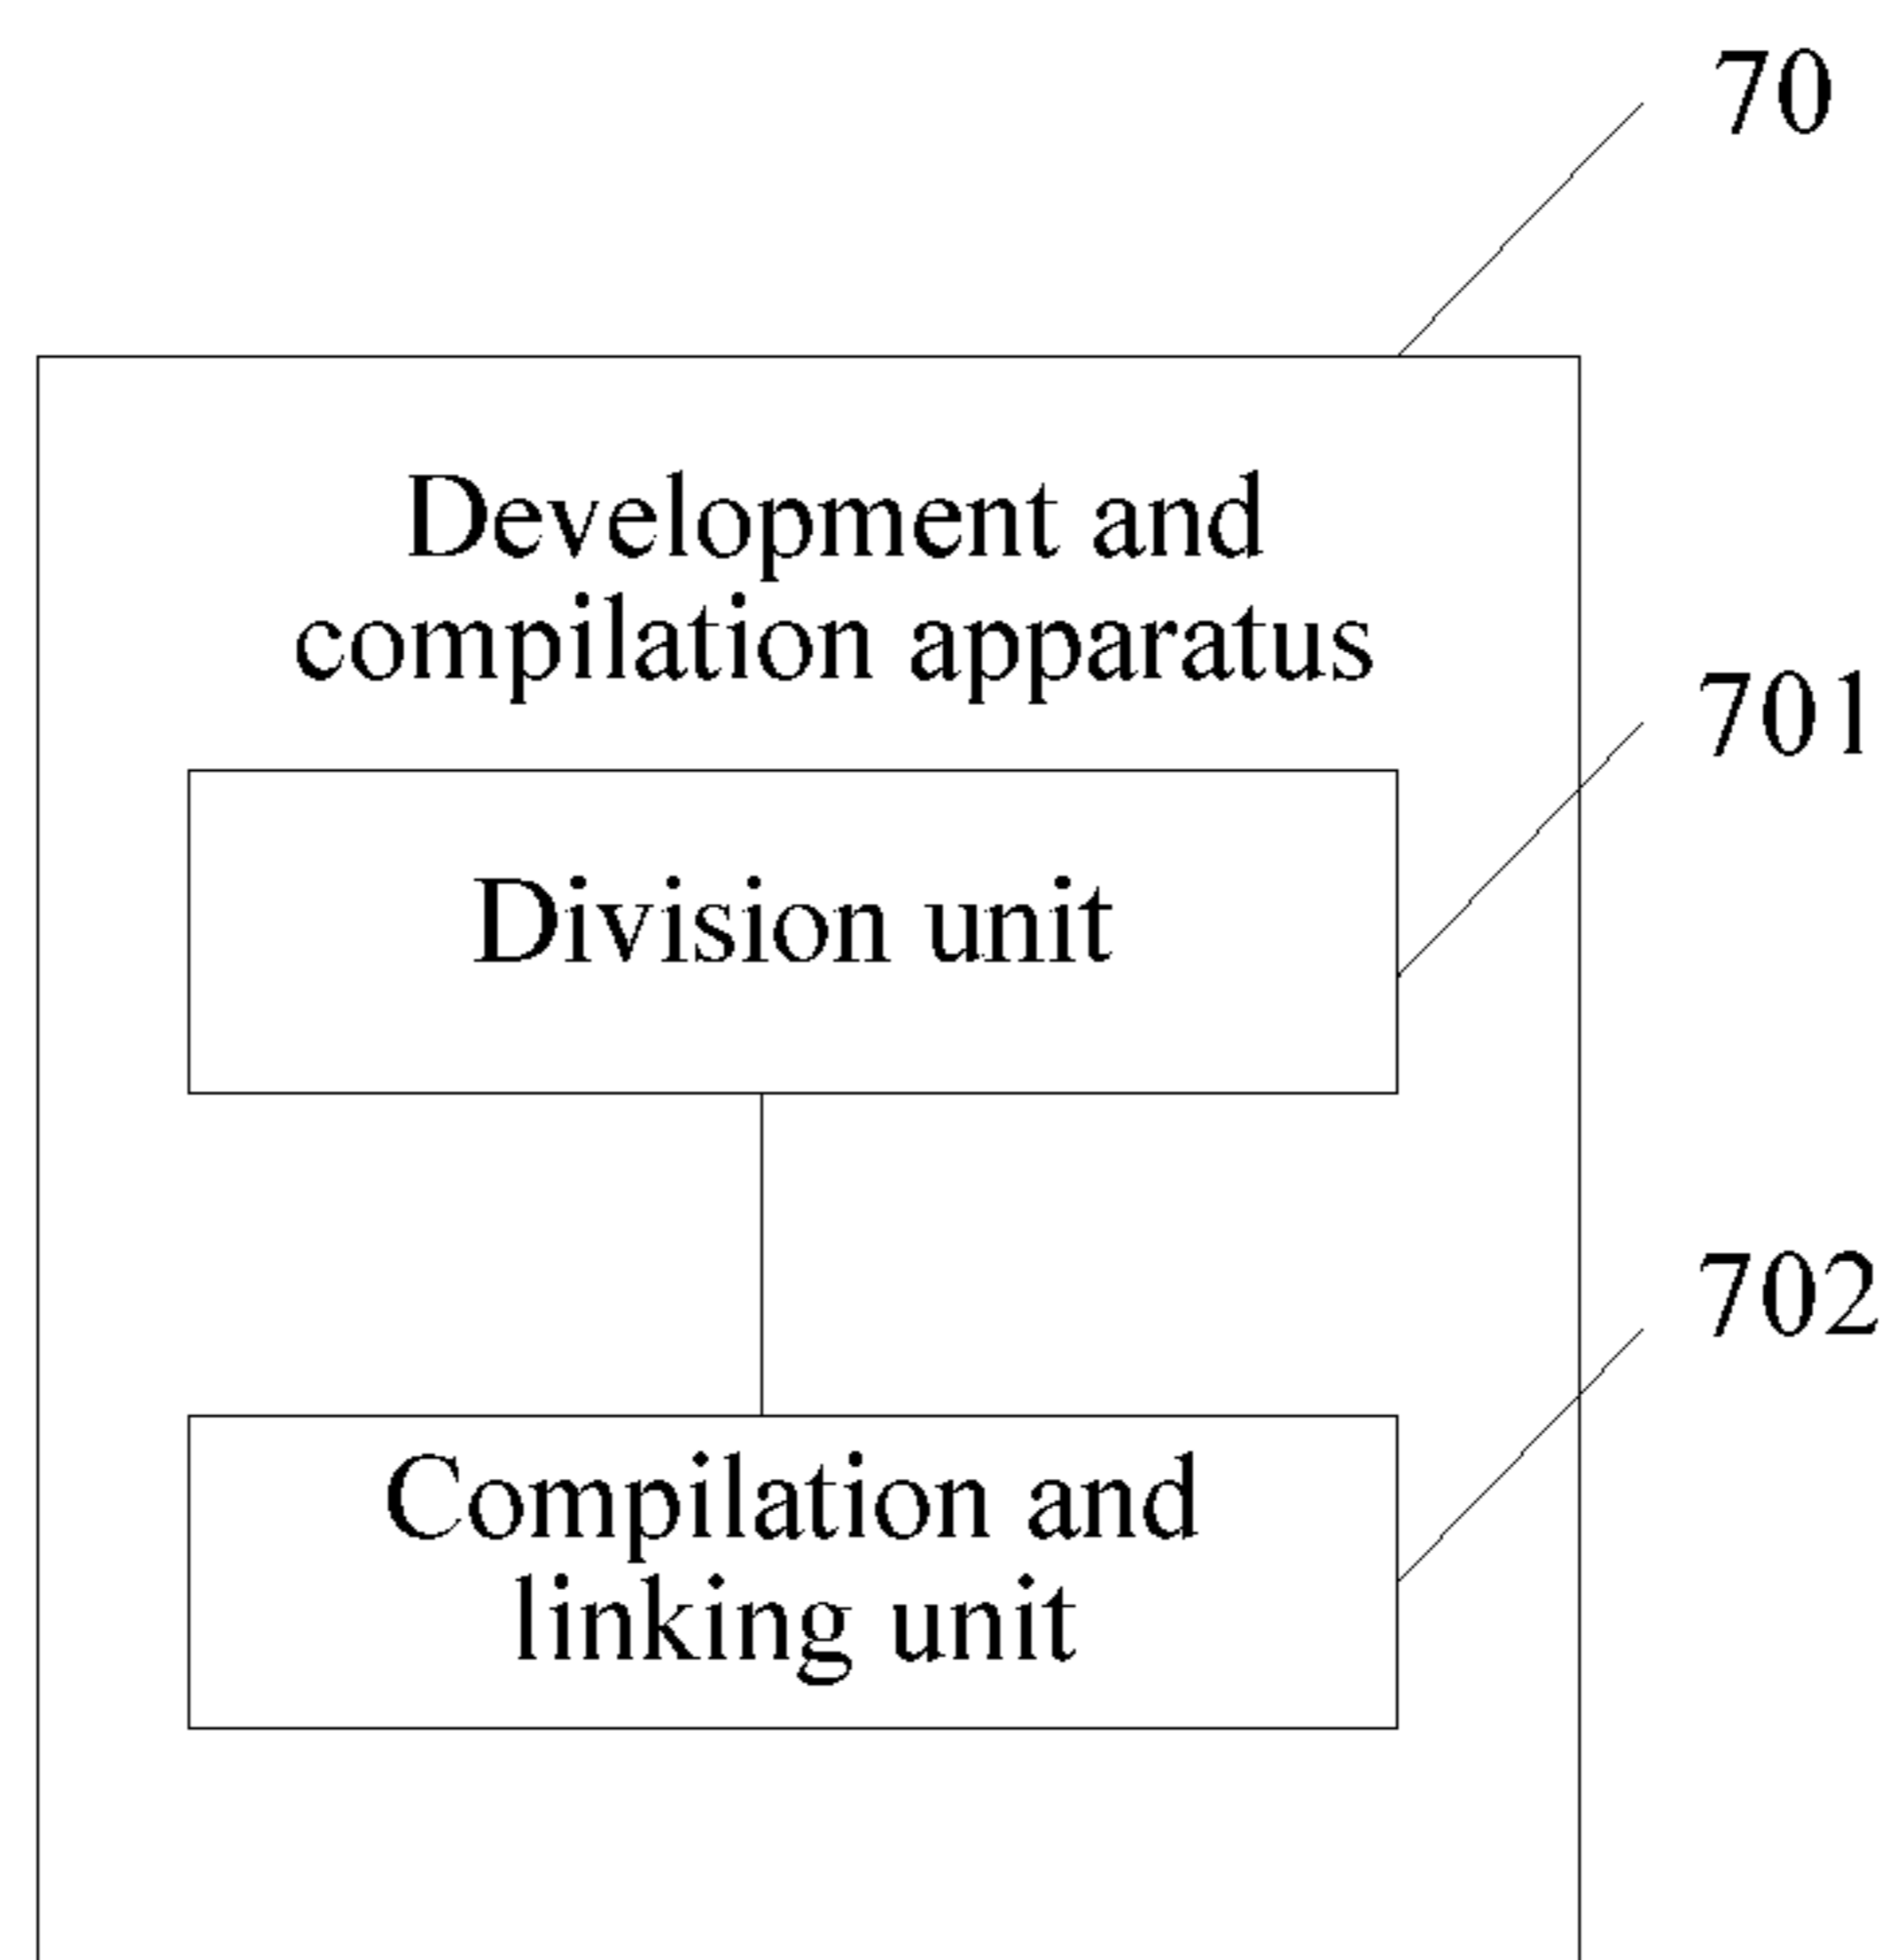 70
Development and
compilation apparatus
701
Division unit
702
Compilation and
linking unit